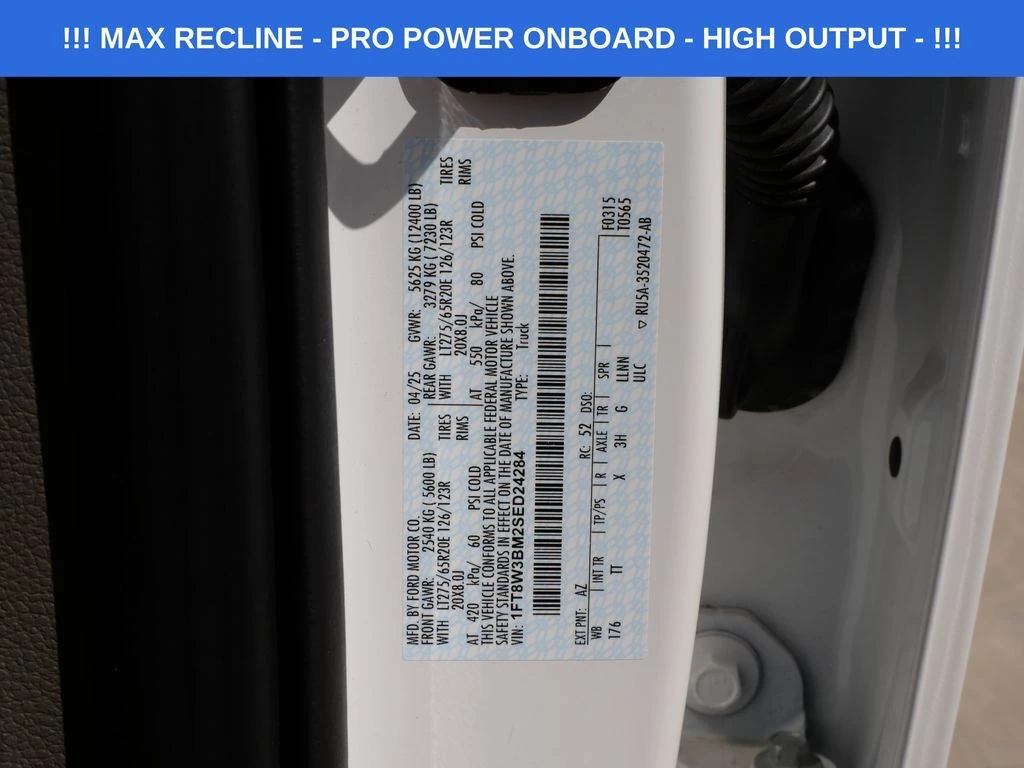 !!! MAX RECLINE - PRO POWER ONBOARD - HIGH OUTPUT - !!!
MFD. BY FORD MOTOR CO. DATE: 04/25 GVWR: 5625 KG (12400 LB)
FRONT GAWR: 2540 KG ( 5600 LB) REAR GAWR: 3279 KG ( 7230 LB)
WITH LT275/65R20E 126/123R TIRES WITH LT275/65R20E 126/123R TIRES
20X8.0J RIMS 20X8.0J RIMS
AT 420 kPa/ 60 PSI COLD AT 550 kPa/ 80 PSI COLD
THIS VEHICLE CONFORMS TO ALL APPLICABLE FEDERAL MOTOR VEHICLE
SAFETY STANDARDS IN EFFECT ON THE DATE OF MANUFACTURE SHOWN ABOVE.
VIN: 1FT8W3BM2SED24284 TYPE: Truck
EXT PNT: AZ RC: 52 DSO: F0315
WB INT TR TP/PS R AXLE TR SPR T0565
176 TT X 3H G LLNN
ULC ▽ RU5A-3520472-AB